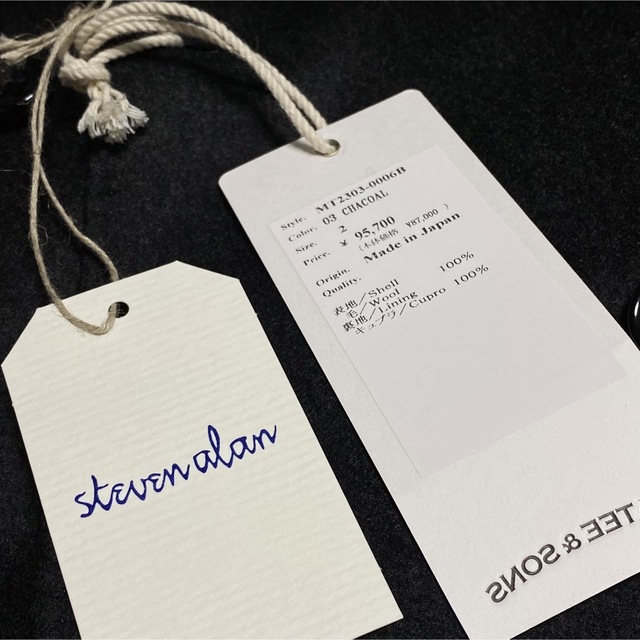 Style. MT2303-0006B
Color. 03 CHACOAL
Size. 2
Price. ¥ 95,700
(本体価格 ¥87,000 )
Origin. Made in Japan
Quality.
表地/Shell
毛/Wool 100%
裏地/Lining
キュプラ/Cupro 100%
steven alan
TEE & SONS